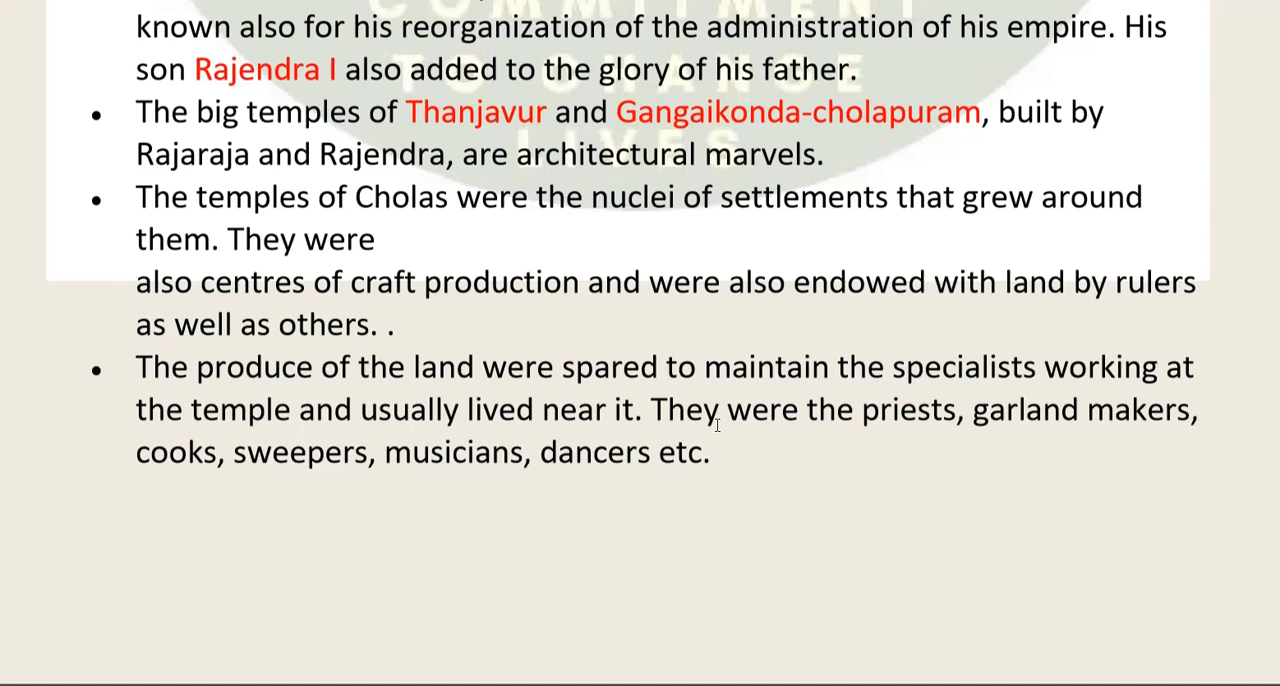 COMMITMENT
known also for his reorganization of the administration of his empire. His
son Rajendra I also added to the glory of his father.
TO CHANGE
• The big temples of Thanjavur and Gangaikonda-cholapuram, built by
LIVES
Rajaraja and Rajendra, are architectural marvels.
• The temples of Cholas were the nuclei of settlements that grew around
them. They were
also centres of craft production and were also endowed with land by rulers
as well as others. .
• The produce of the land were spared to maintain the specialists working at
the temple and usually lived near it. They were the priests, garland makers,
cooks, sweepers, musicians, dancers etc.